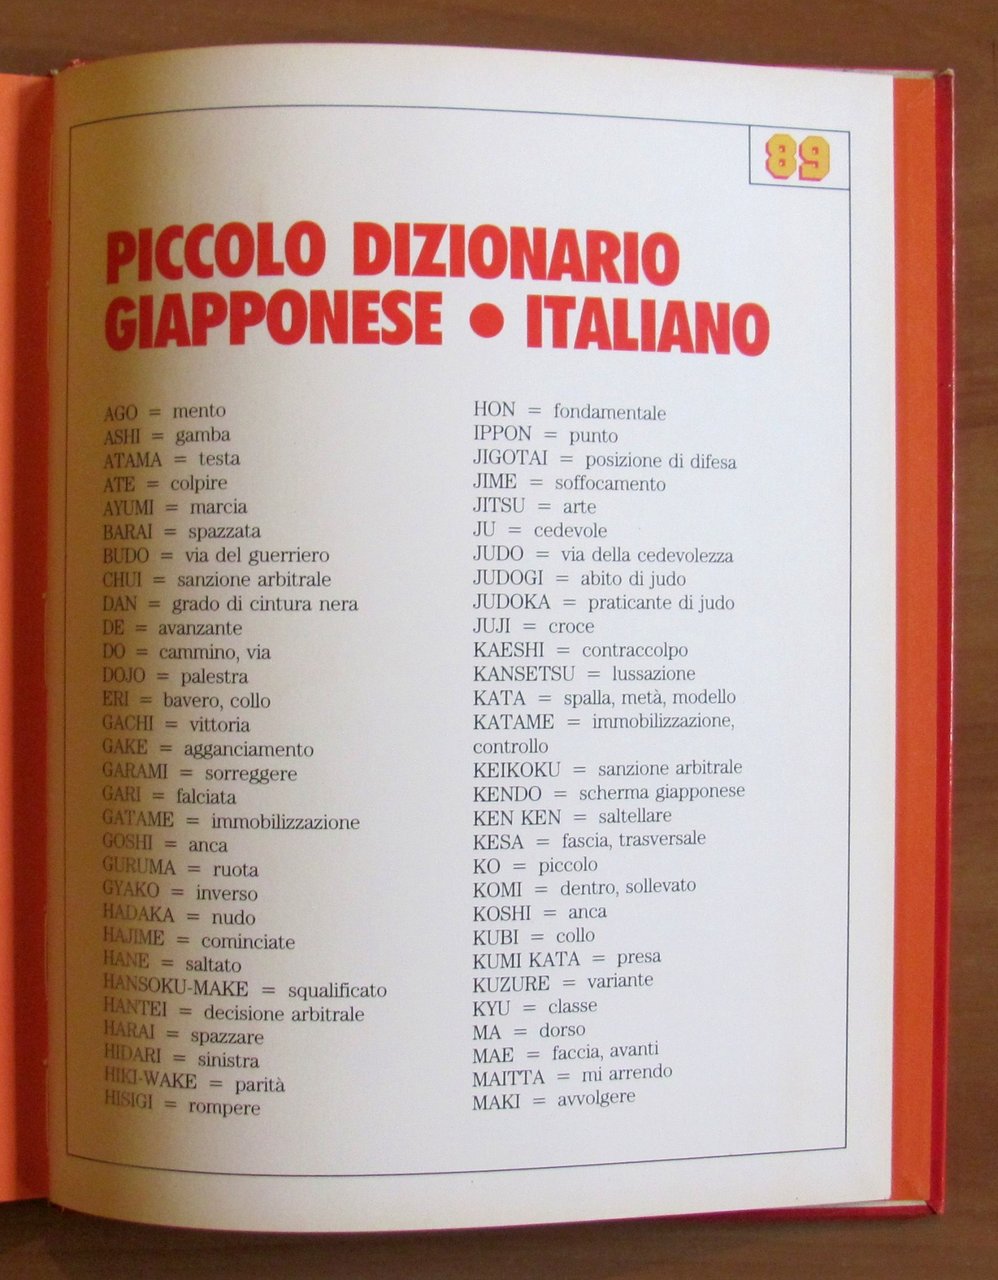 89
PICCOLO DIZIONARIO
GIAPPONESE • ITALIANO
AGO = mento
ASHI = gamba
ATAMA = testa
ATE = colpire
AYUMI = marcia
BARAI = spazzata
BUDO = via del guerriero
CHUI = sanzione arbitrale
DAN = grado di cintura nera
DE = avanzante
DO = cammino, via
DOJO = palestra
ERI = bavero, collo
GACHI = vittoria
GAKE = agganciamento
GARAMI = sorreggere
GARI = falciata
GATAME = immobilizzazione
GOSHI = anca
GURUMA = ruota
GYAKO = inverso
HADAKA = nudo
HAJIME = cominciate
HANE = saltato
HANSOKU-MAKE = squalificato
HANTEI = decisione arbitrale
HARAI = spazzare
HIDARI = sinistra
HIKI-WAKE = parità
HISIGI = rompere
HON = fondamentale
IPPON = punto
JIGOTAI = posizione di difesa
JIME = soffocamento
JITSU = arte
JU = cedevole
JUDO = via della cedevolezza
JUDOGI = abito di judo
JUDOKA = praticante di judo
JUJI = croce
KAESHI = contraccolpo
KANSETSU = lussazione
KATA = spalla, metà, modello
KATAME = immobilizzazione,
controllo
KEIKOKU = sanzione arbitrale
KENDO = scherma giapponese
KEN KEN = saltellare
KESA = fascia, trasversale
KO = piccolo
KOMI = dentro, sollevato
KOSHI = anca
KUBI = collo
KUMI KATA = presa
KUZURE = variante
KYU = classe
MA = dorso
MAE = faccia, avanti
MAITTA = mi arrendo
MAKI = avvolgere